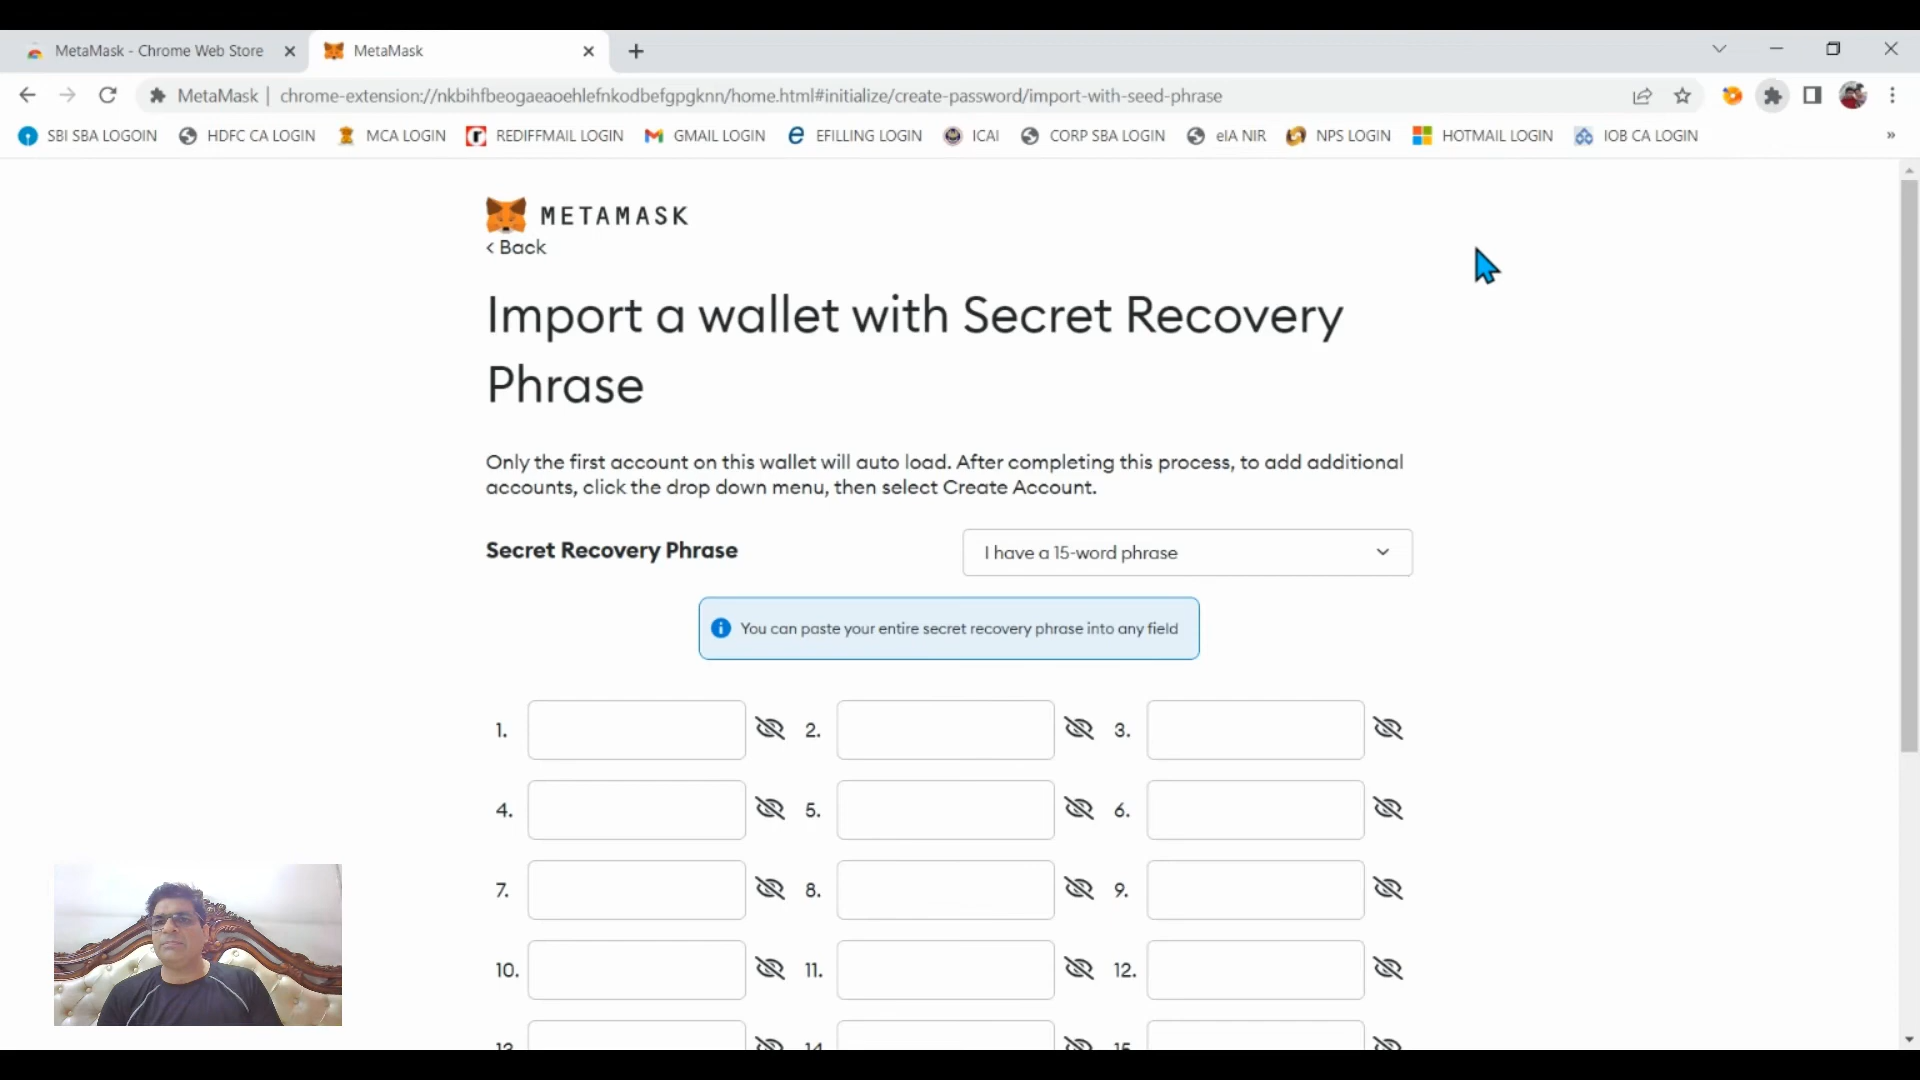 MetaMask - Chrome Web Store
MetaMask
MetaMask | chrome-extension://nkbihfbeogaeaoehlefnkodbefgpgknn/home.html#initialize/create-password/import-with-seed-phrase
SBI SBA LOGOIN HDFC CA LOGIN MCA LOGIN REDIFFMAIL LOGIN GMAIL LOGIN EFILLING LOGIN ICAI CORP SBA LOGIN eIA NIR NPS LOGIN HOTMAIL LOGIN IOB CA LOGIN »
METAMASK
< Back
Import a wallet with Secret Recovery
Phrase
Only the first account on this wallet will auto load. After completing this process, to add additional
accounts, click the drop down menu, then select Create Account.
Secret Recovery Phrase
I have a 15-word phrase
You can paste your entire secret recovery phrase into any field
1. 2. 3.
4. 5. 6.
7. 8. 9.
10. 11. 12.
13. 14. 15.